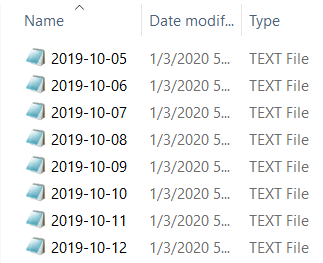 Name Date modif... Type
2019-10-05 1/3/2020 5... TEXT File
2019-10-06 1/3/2020 5... TEXT File
2019-10-07 1/3/2020 5... TEXT File
2019-10-08 1/3/2020 5... TEXT File
2019-10-09 1/3/2020 5... TEXT File
2019-10-10 1/3/2020 5... TEXT File
2019-10-11 1/3/2020 5... TEXT File
2019-10-12 1/3/2020 5... TEXT File